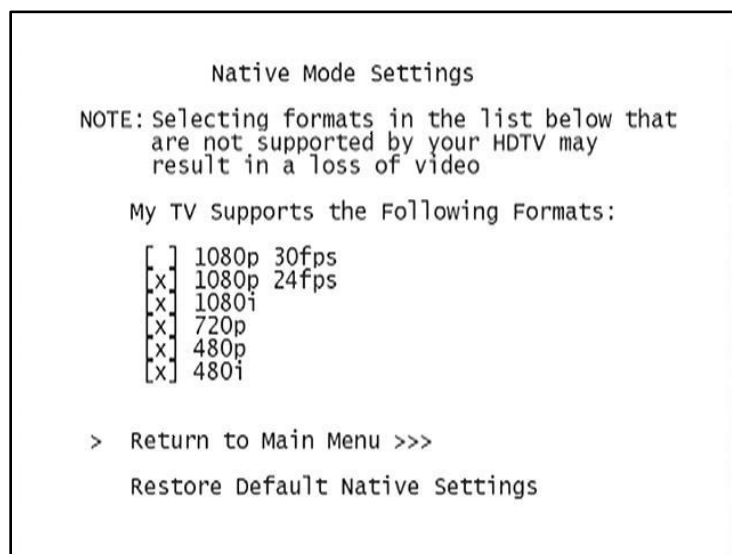 Native Mode Settings
NOTE: Selecting formats in the list below that
are not supported by your HDTV may
result in a loss of video
My TV Supports the Following Formats:
[ ] 1080p 30fps
[x] 1080p 24fps
[x] 1080i
[x] 720p
[x] 480p
[x] 480i
> Return to Main Menu >>>
Restore Default Native Settings